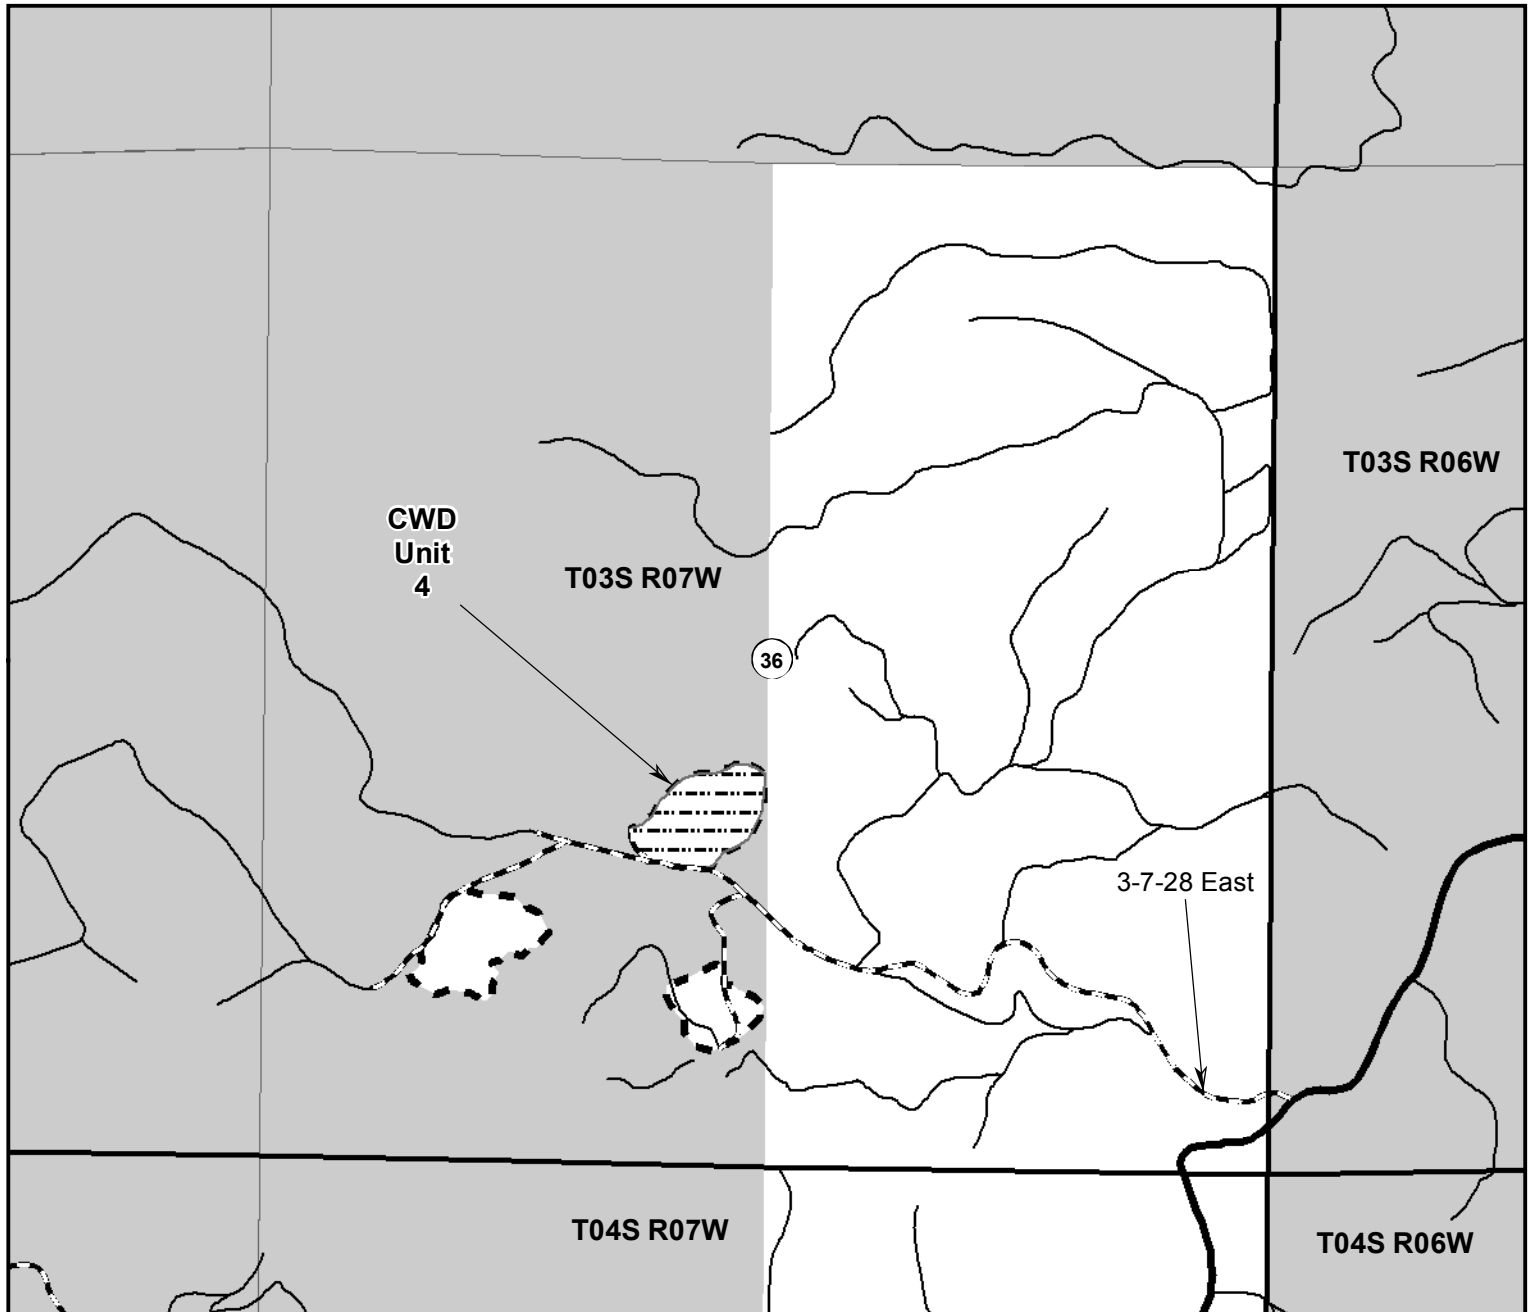 T03S R06W
CWD
Unit
4
T03S R07W
36
3-7-28 East
T04S R07W
T04S R06W